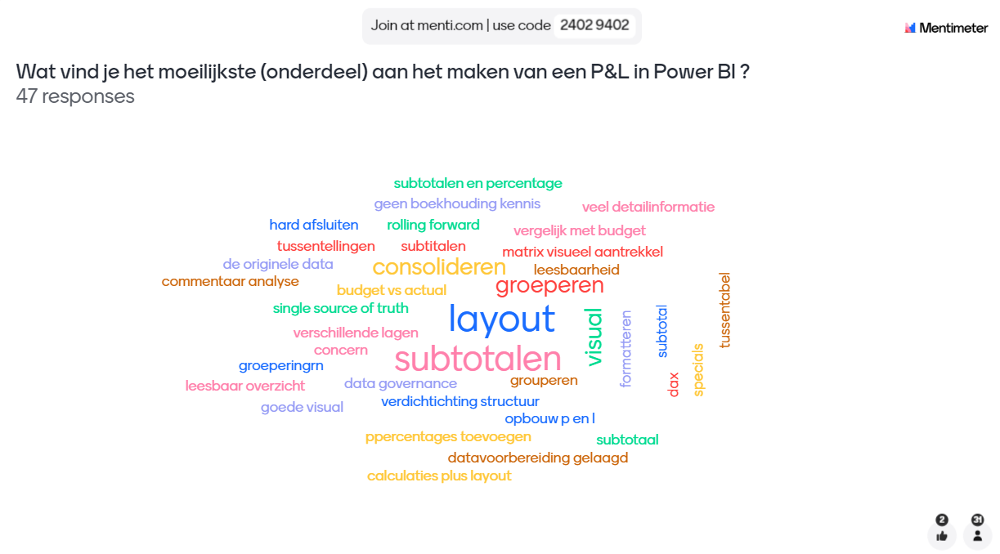 Join at menti.com | use code 2402 9402
Mentimeter
Wat vind je het moeilijkste (onderdeel) aan het maken van een P&L in Power BI ?
47 responses
subtotalen en percentage
geen boekhouding kennis
veel detailinformatie
hard afsluiten
rolling forward
vergelijk met budget
tussentellingen
subtitalen
matrix visueel aantrekkel
de originele data
consolideren
leesbaarheid
commentaar analyse
budget vs actual
groeperen
single source of truth
layout
visual
formatteren
subtotal
tussentabel
verschillende lagen
concern
subtotalen
groeperingrn
grouperen
dax
specials
leesbaar overzicht
data governance
goede visual
verdichtichting structuur
opbouw p en l
ppercentages toevoegen
subtotaal
datavoorbereiding gelaagd
calculaties plus layout
2
31